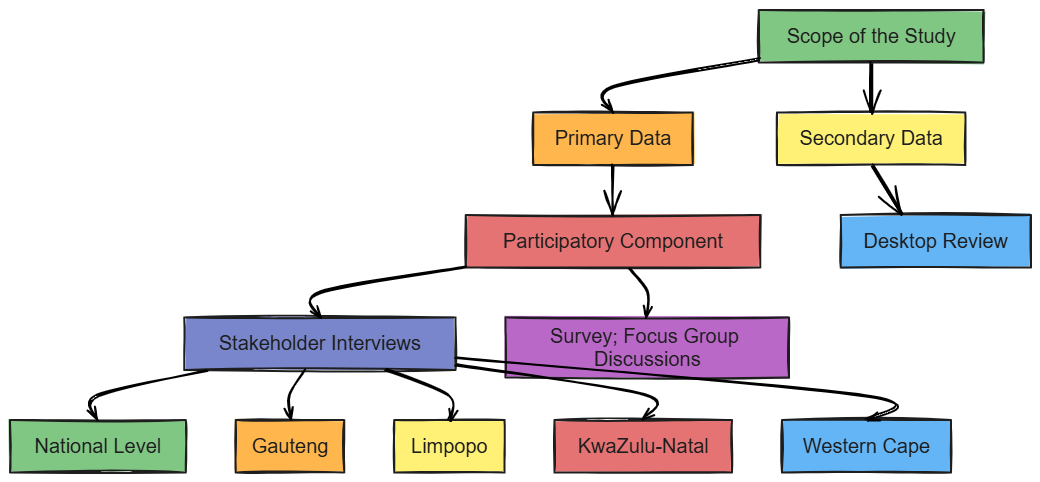 Scope of the Study
Primary Data
Secondary Data
Participatory Component
Desktop Review
Stakeholder Interviews
Survey; Focus Group
Discussions
National Level
Gauteng
Limpopo
KwaZulu-Natal
Western Cape